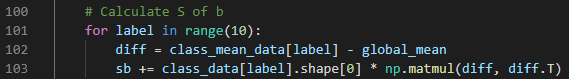 100 # Calculate S of b
101 for label in range(10):
102 diff = class_mean_data[label] - global_mean
103 sb += class_data[label].shape[0] * np.matmul(diff, diff.T)